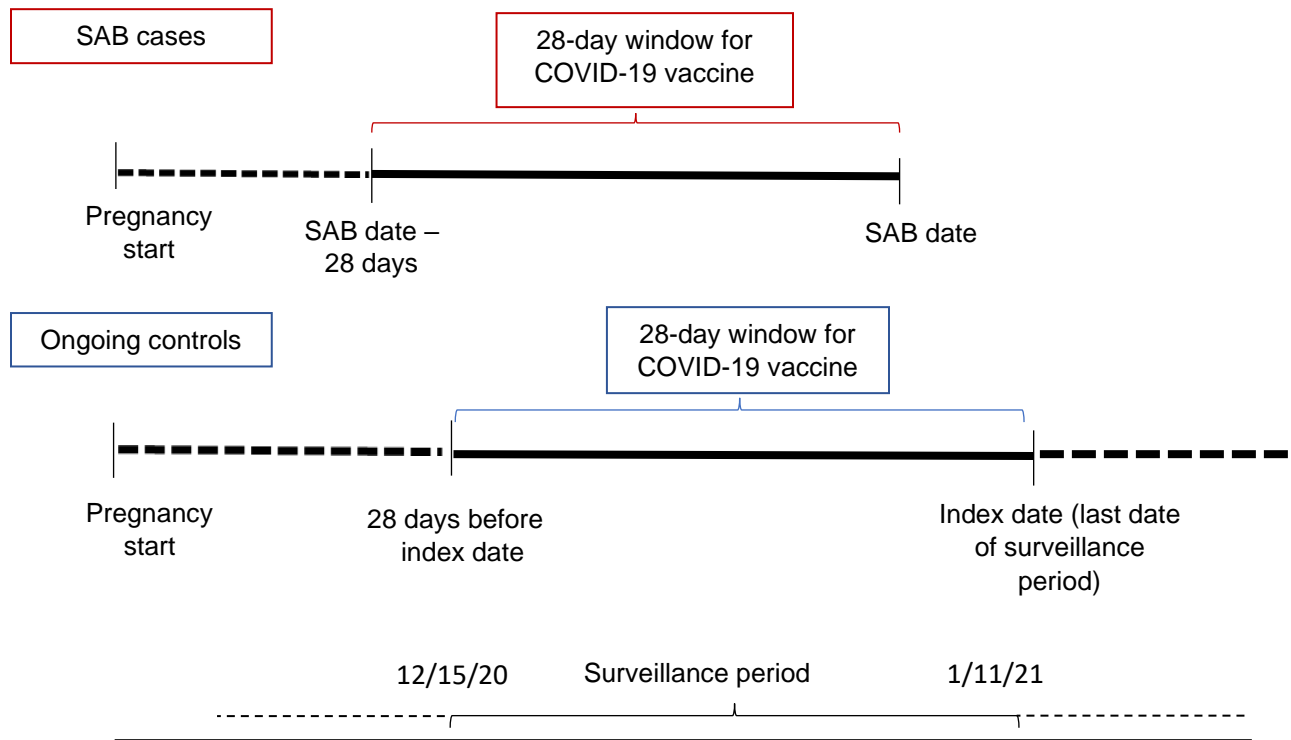 SAB cases
28-day window for
COVID-19 vaccine
Pregnancy
start
SAB date –
28 days
SAB date
Ongoing controls
28-day window for
COVID-19 vaccine
Pregnancy
start
28 days before
index date
Index date (last date
of surveillance
period)
12/15/20
Surveillance period
1/11/21